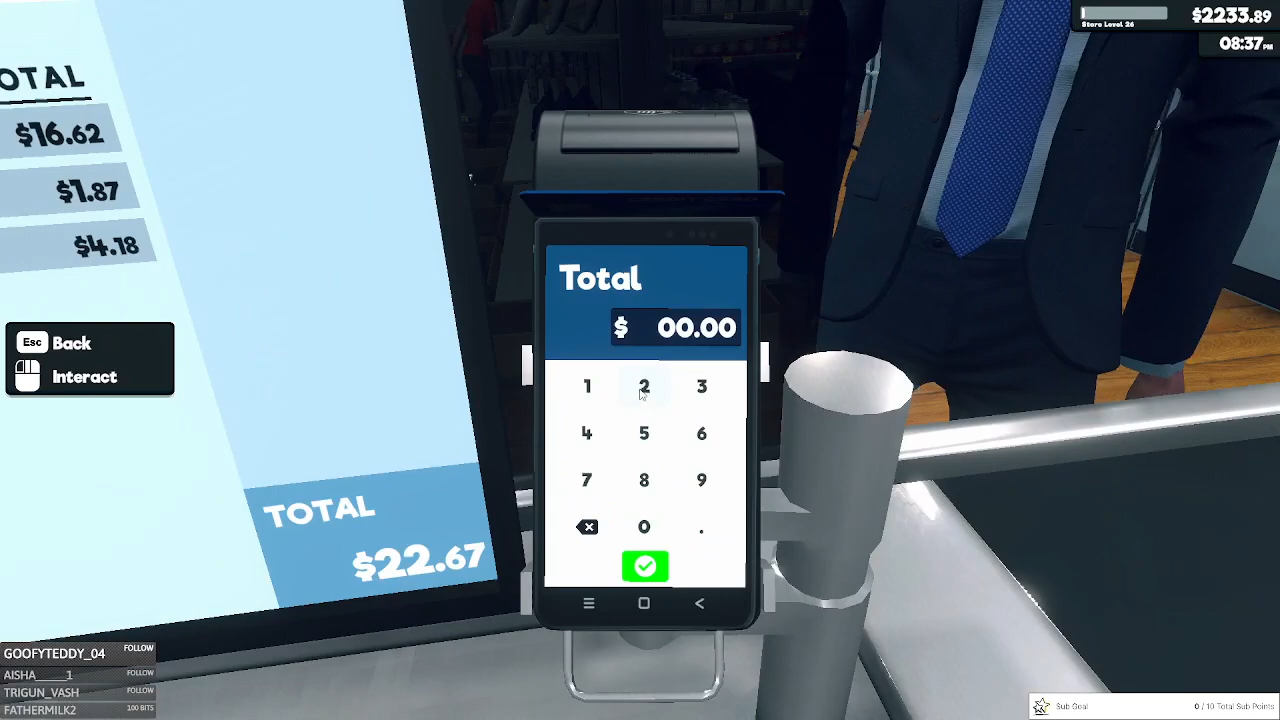 $2233.89
Store Level 26
08:37PM
OTAL
$16.62
$1.87
$4.18
Esc Back
Interact
Total
$ 00.00
1 2 3
4 5 6
7 8 9
0 .
TOTAL
$22.67
GOOFYTEDDY_04 FOLLOW
AISHA_____1 FOLLOW
TRIGUN_VASH FOLLOW
FATHERMILK2 100 BITS
Sub Goal 0 / 10 Total Sub Points